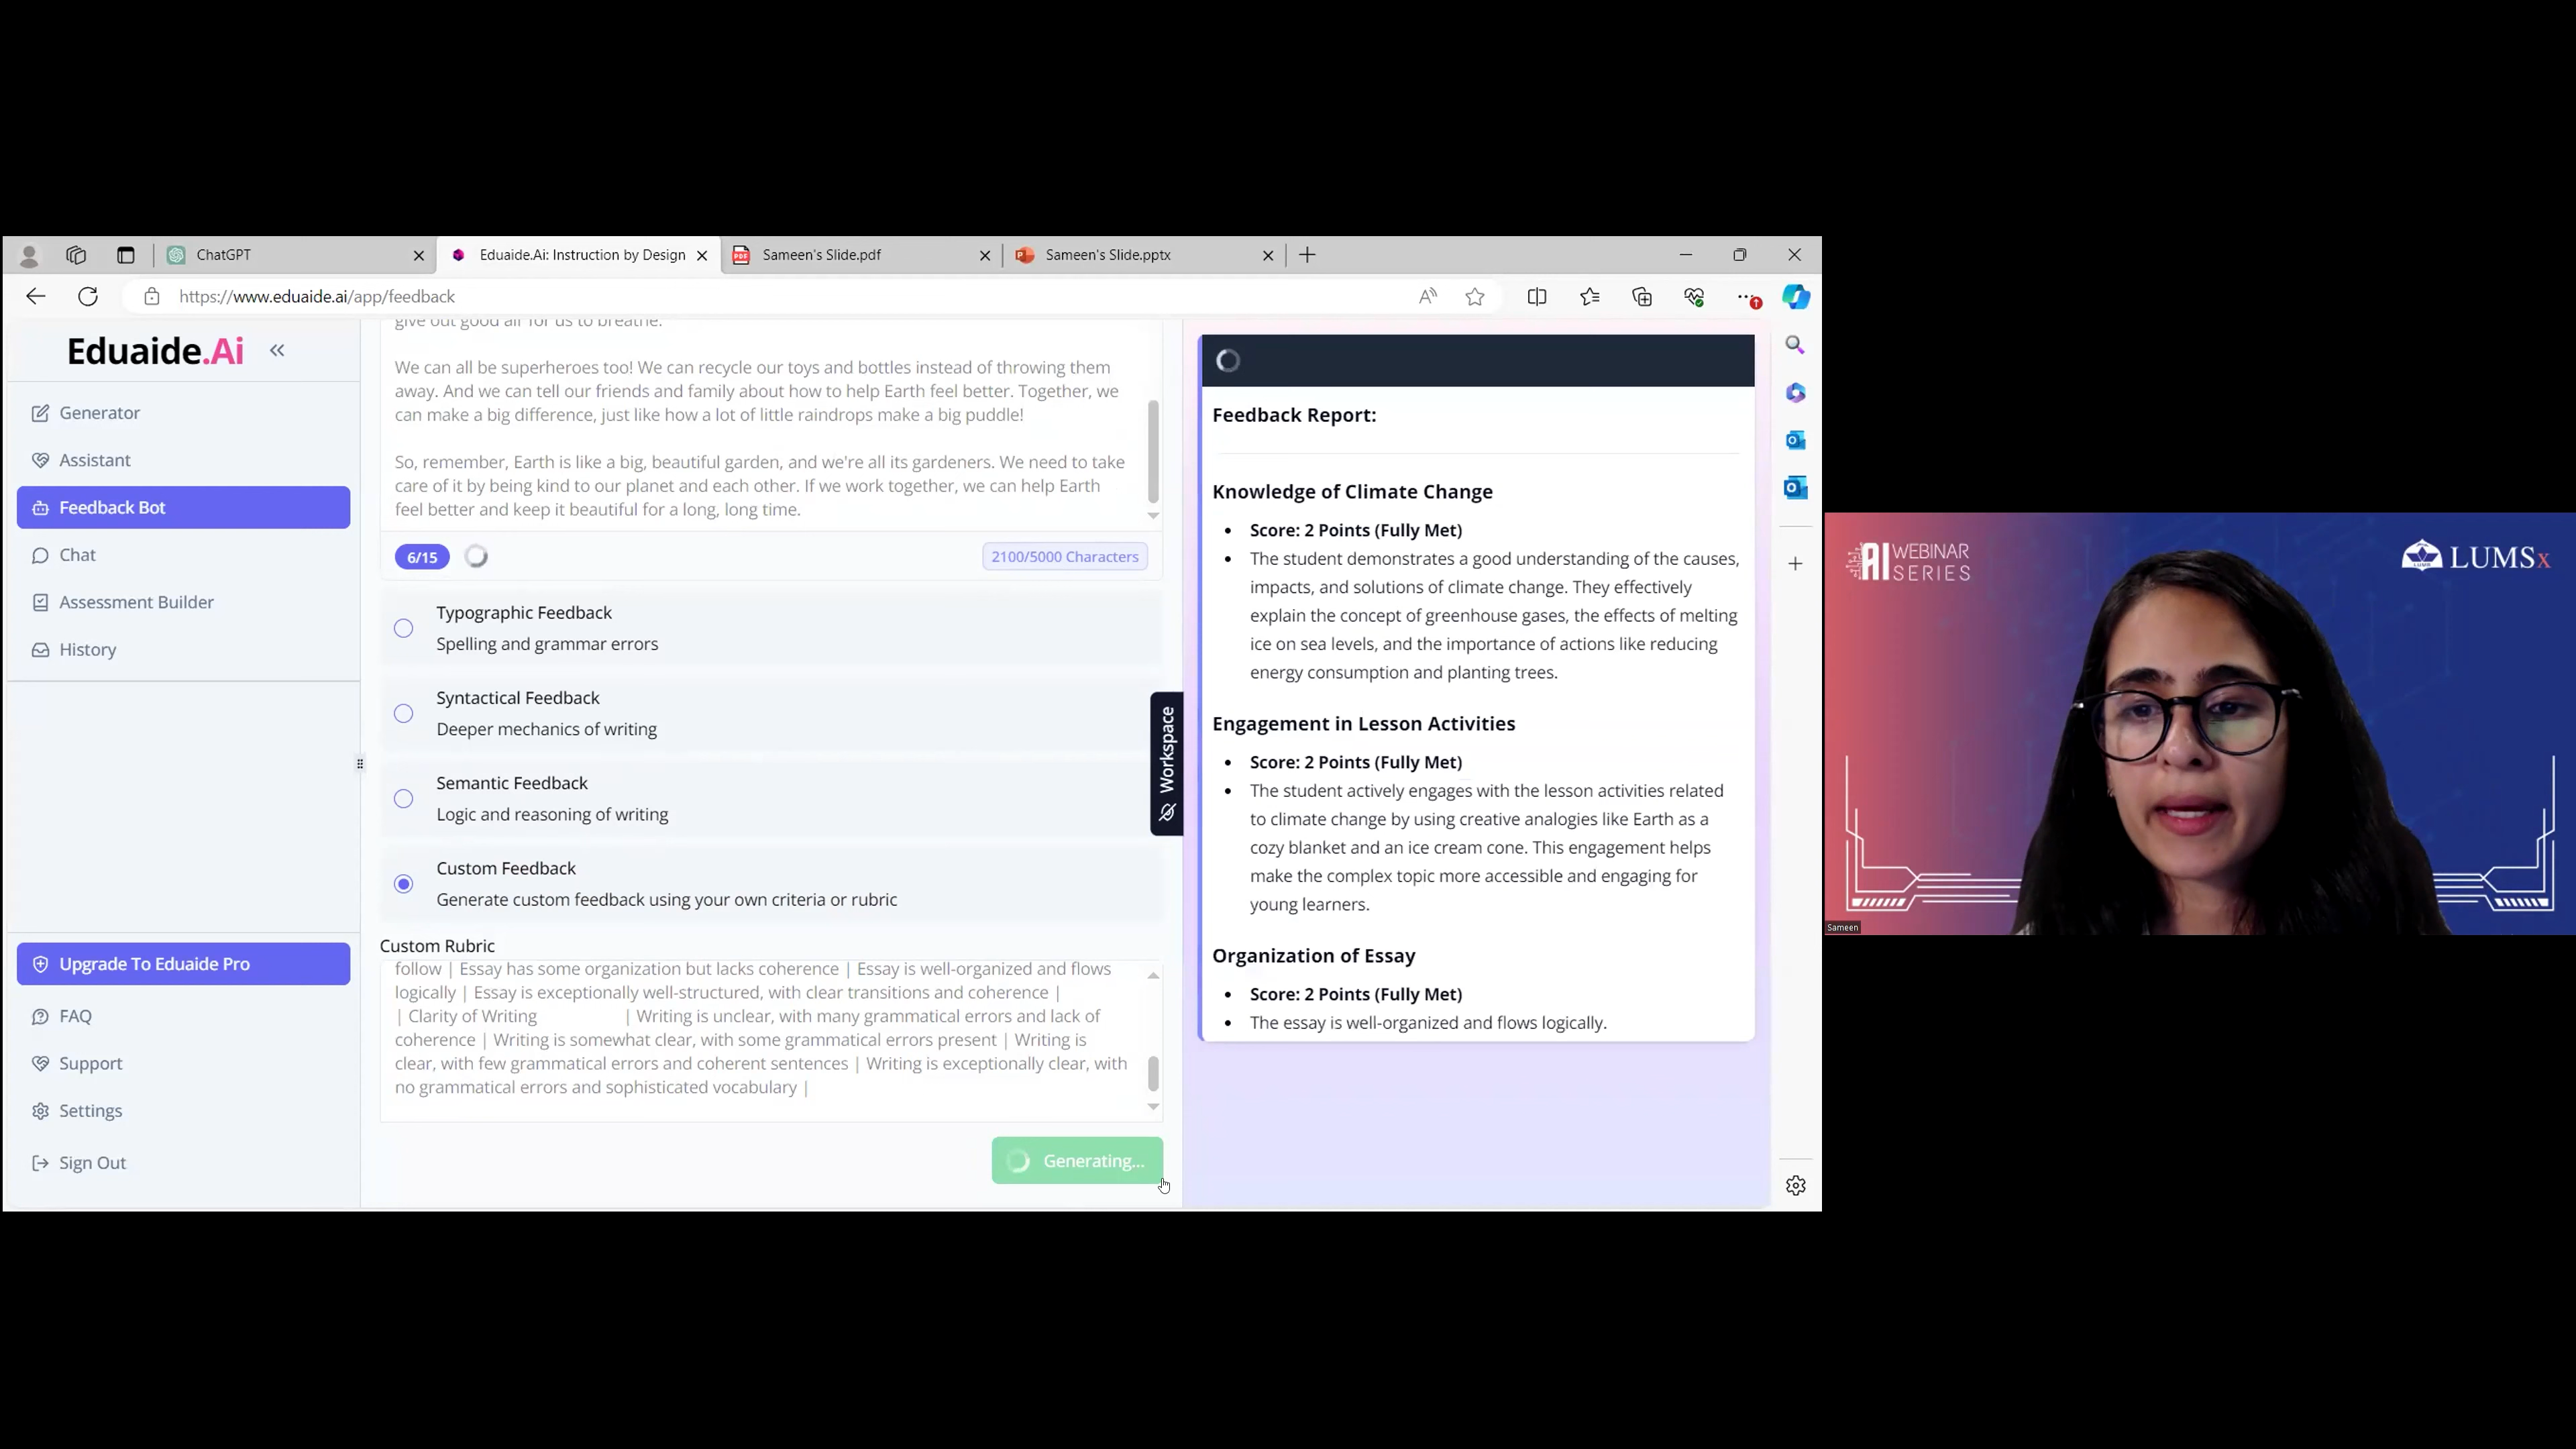 ChatGPT
Eduaide.Ai: Instruction by Design
Sameen's Slide.pdf
Sameen's Slide.pptx
https://www.eduaide.ai/app/feedback
Eduaide.Ai
Generator
Assistant
Feedback Bot
Chat
Assessment Builder
History
Upgrade To Eduaide Pro
FAQ
Support
Settings
Sign Out
give out good air for us to breathe.
We can all be superheroes too! We can recycle our toys and bottles instead of throwing them
away. And we can tell our friends and family about how to help Earth feel better. Together, we
can make a big difference, just like how a lot of little raindrops make a big puddle!
So, remember, Earth is like a big, beautiful garden, and we're all its gardeners. We need to take
care of it by being kind to our planet and each other. If we work together, we can help Earth
feel better and keep it beautiful for a long, long time.
6/15
2100/5000 Characters
Typographic Feedback
Spelling and grammar errors
Syntactical Feedback
Deeper mechanics of writing
Semantic Feedback
Logic and reasoning of writing
Custom Feedback
Generate custom feedback using your own criteria or rubric
Custom Rubric
follow | Essay has some organization but lacks coherence | Essay is well-organized and flows
logically | Essay is exceptionally well-structured, with clear transitions and coherence |
| Clarity of Writing | Writing is unclear, with many grammatical errors and lack of
coherence | Writing is somewhat clear, with some grammatical errors present | Writing is
clear, with few grammatical errors and coherent sentences | Writing is exceptionally clear, with
no grammatical errors and sophisticated vocabulary |
Generating...
Workspace
Feedback Report:
Knowledge of Climate Change
• Score: 2 Points (Fully Met)
• The student demonstrates a good understanding of the causes,
impacts, and solutions of climate change. They effectively
explain the concept of greenhouse gases, the effects of melting
ice on sea levels, and the importance of actions like reducing
energy consumption and planting trees.
Engagement in Lesson Activities
• Score: 2 Points (Fully Met)
• The student actively engages with the lesson activities related
to climate change by using creative analogies like Earth as a
cozy blanket and an ice cream cone. This engagement helps
make the complex topic more accessible and engaging for
young learners.
Organization of Essay
• Score: 2 Points (Fully Met)
• The essay is well-organized and flows logically.
AI WEBINAR
SERIES
LUMSx
Sameen